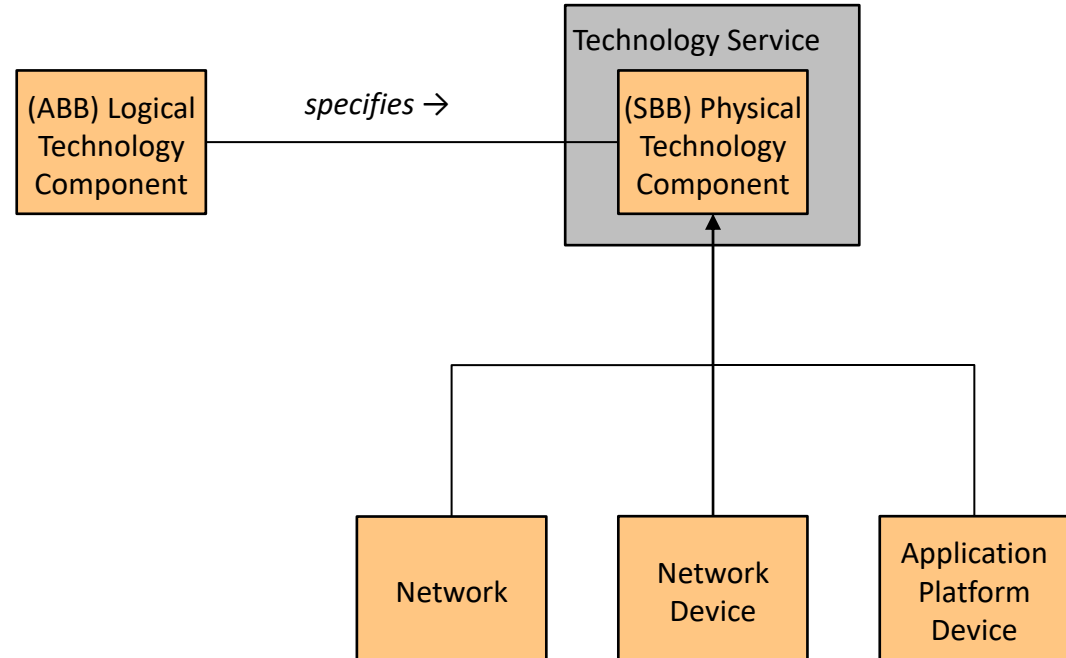 Technology Service
(ABB) Logical
Technology
Component
specifies →
(SBB) Physical
Technology
Component
Network
Network
Device
Application
Platform
Device